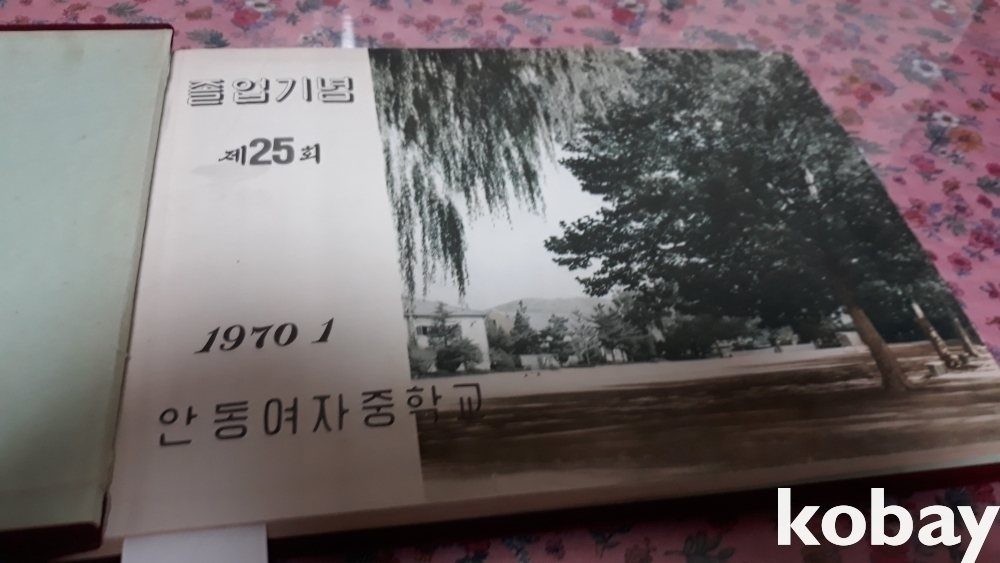 졸업기념
제25회
1970 1
안동여자중학교
kobay